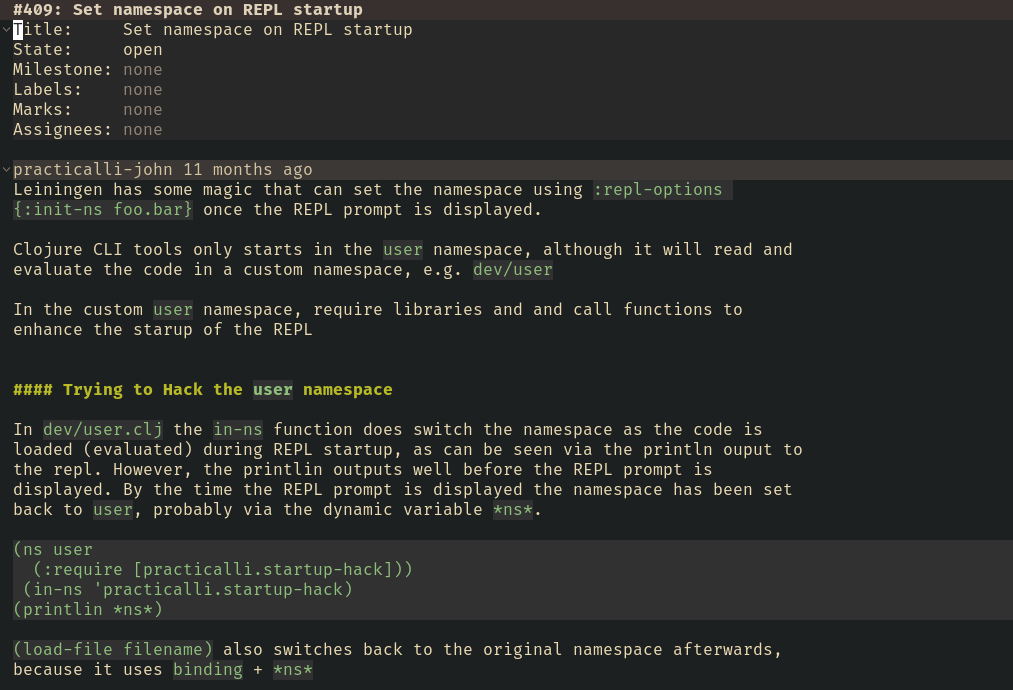 #409: Set namespace on REPL startup
Title:     Set namespace on REPL startup
State:     open
Milestone: none
Labels:    none
Marks:     none
Assignees: none
practicalli-john 11 months ago
Leiningen has some magic that can set the namespace using :repl-options
{:init-ns foo.bar} once the REPL prompt is displayed.
Clojure CLI tools only starts in the user namespace, although it will read and
evaluate the code in a custom namespace, e.g. dev/user
In the custom user namespace, require libraries and and call functions to
enhance the starup of the REPL
#### Trying to Hack the user namespace
In dev/user.clj the in-ns function does switch the namespace as the code is
loaded (evaluated) during REPL startup, as can be seen via the println ouput to
the repl. However, the printlin outputs well before the REPL prompt is
displayed. By the time the REPL prompt is displayed the namespace has been set
back to user, probably via the dynamic variable *ns*.
(ns user
  (:require [practicalli.startup-hack]))
 (in-ns 'practicalli.startup-hack)
(println *ns*)
(load-file filename) also switches back to the original namespace afterwards,
because it uses binding + *ns*